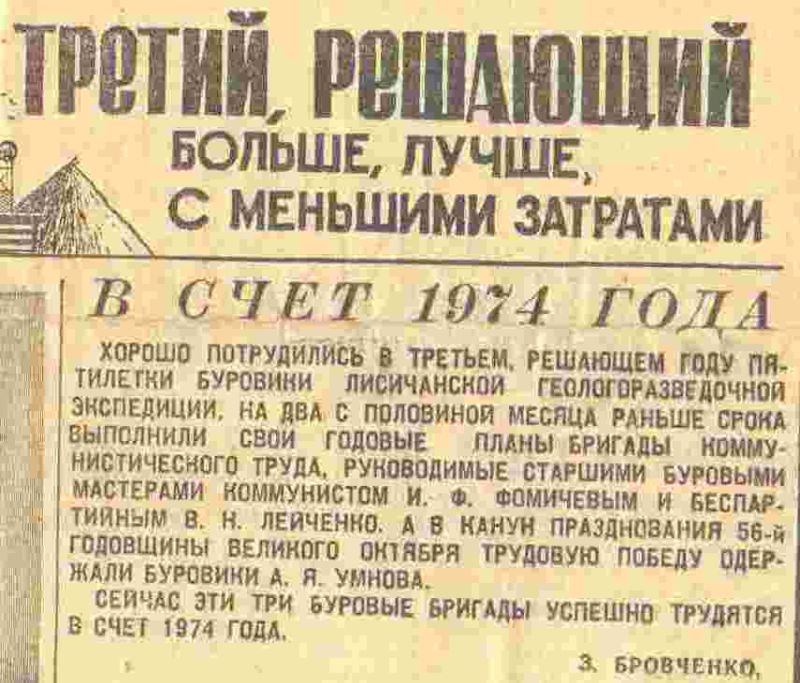 ТРЕТИЙ, РЕШАЮЩИЙ
БОЛЬШЕ, ЛУЧШЕ,
С МЕНЬШИМИ ЗАТРАТАМИ
В СЧЕТ 1974 ГОДА
ХОРОШО ПОТРУДИЛИСЬ В ТРЕТЬЕМ, РЕШАЮЩЕМ ГОДУ ПЯ-
ТИЛЕТКИ БУРОВИКИ ЛИСИЧАНСКОЙ ГЕОЛОГОРАЗВЕДОЧНОЙ
ЭКСПЕДИЦИИ. НА ДВА С ПОЛОВИНОЙ МЕСЯЦА РАНЬШЕ СРОКА
ВЫПОЛНИЛИ СВОИ ГОДОВЫЕ ПЛАНЫ БРИГАДЫ КОММУ-
НИСТИЧЕСКОГО ТРУДА, РУКОВОДИМЫЕ СТАРШИМИ БУРОВЫМИ
МАСТЕРАМИ КОММУНИСТОМ И. Ф. ФОМИЧЕВЫМ И БЕСПАР-
ТИЙНЫМ В. Н. ЛЕЙЧЕНКО. А В КАНУН ПРАЗДНОВАНИЯ 56-й
ГОДОВЩИНЫ ВЕЛИКОГО ОКТЯБРЯ ТРУДОВУЮ ПОБЕДУ ОДЕР-
ЖАЛИ БУРОВИКИ А. Я. УМНОВА.
СЕЙЧАС ЭТИ ТРИ БУРОВЫЕ БРИГАДЫ УСПЕШНО ТРУДЯТСЯ
В СЧЕТ 1974 ГОДА.
З. БРОВЧЕНКО,